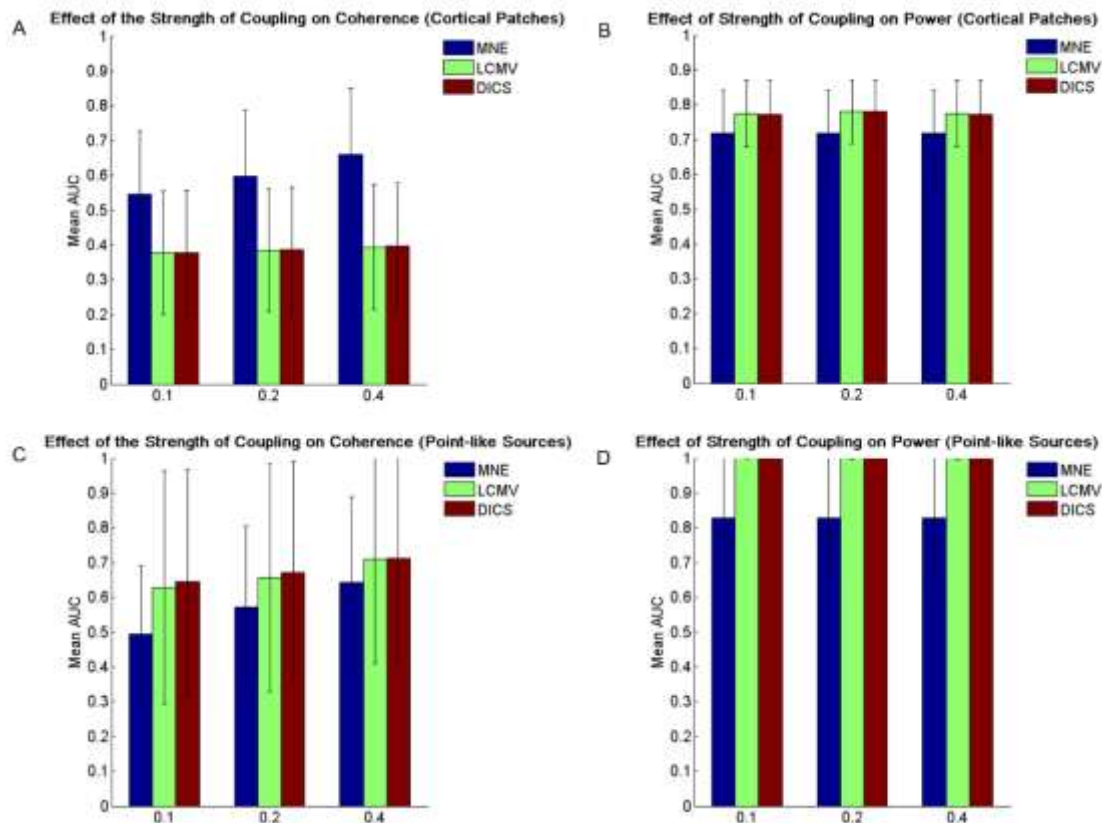 A
Effect of the Strength of Coupling on Coherence (Cortical Patches)
MNE
LCMV
DICS
Mean AUC
1
0.9
0.8
0.7
0.6
0.5
0.4
0.3
0.2
0.1
0
0.1 0.2 0.4
B
Effect of Strength of Coupling on Power (Cortical Patches)
MNE
LCMV
DICS
Mean AUC
1
0.9
0.8
0.7
0.6
0.5
0.4
0.3
0.2
0.1
0
0.1 0.2 0.4
C
Effect of the Strength of Coupling on Coherence (Point-like Sources)
MNE
LCMV
DICS
Mean AUC
1
0.9
0.8
0.7
0.6
0.5
0.4
0.3
0.2
0.1
0
0.1 0.2 0.4
D
Effect of Strength of Coupling on Power (Point-like Sources)
MNE
LCMV
DICS
Mean AUC
1
0.9
0.8
0.7
0.6
0.5
0.4
0.3
0.2
0.1
0
0.1 0.2 0.4